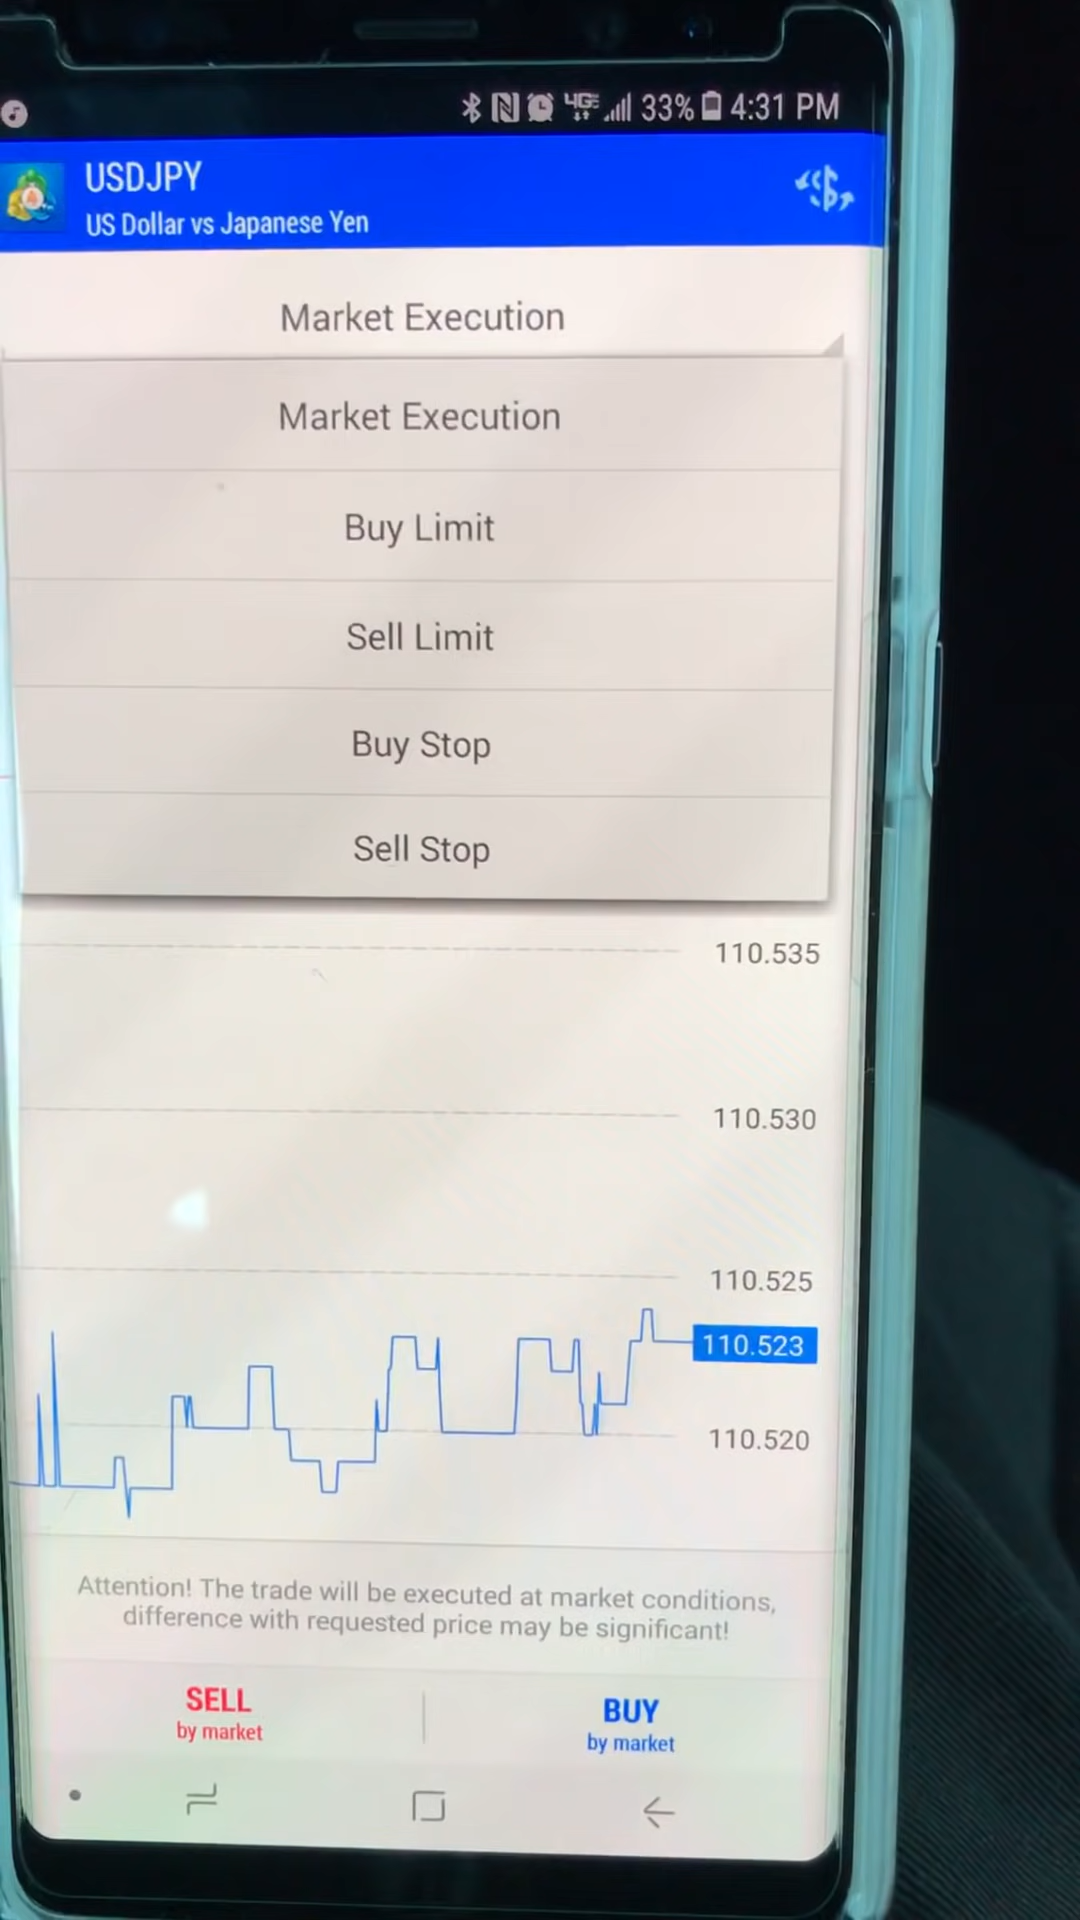 4GE 33% 4:31 PM
USDJPY
US Dollar vs Japanese Yen
Market Execution
Market Execution
Buy Limit
Sell Limit
Buy Stop
Sell Stop
110.535
110.530
110.525
110.523
110.520
Attention! The trade will be executed at market conditions,
difference with requested price may be significant!
SELL
by market
BUY
by market